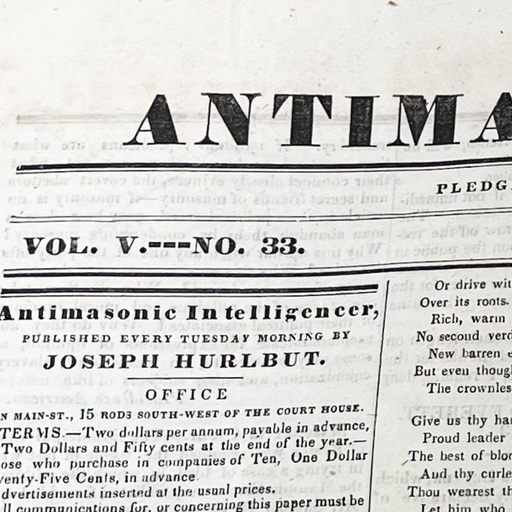 ANTIMA
PLEDG
VOL. V.---NO. 33.
Antimasonic Intelligencer,
PUBLISHED EVERY TUESDAY MORNING BY
JOSEPH HURLBUT.
OFFICE
N MAIN-ST., 15 RODS SOUTH-WEST OF THE COURT HOUSE.
TERMS.—Two dollars per annum, payable in advance,
Two Dollars and Fifty cents at the end of the year.—
ose who purchase in companies of Ten, One Dollar
enty-Five Cents, in advance
dvertisements inserted at the usual prices.
ll communications for, or concerning this paper must be
Or drive wit
Over its roots.
Rich, warm
No second verd
New barren e
But even though
The crownles
Give us thy har
Proud leader
The best of bloo
And thy curle
Thou wearest th
Let him who